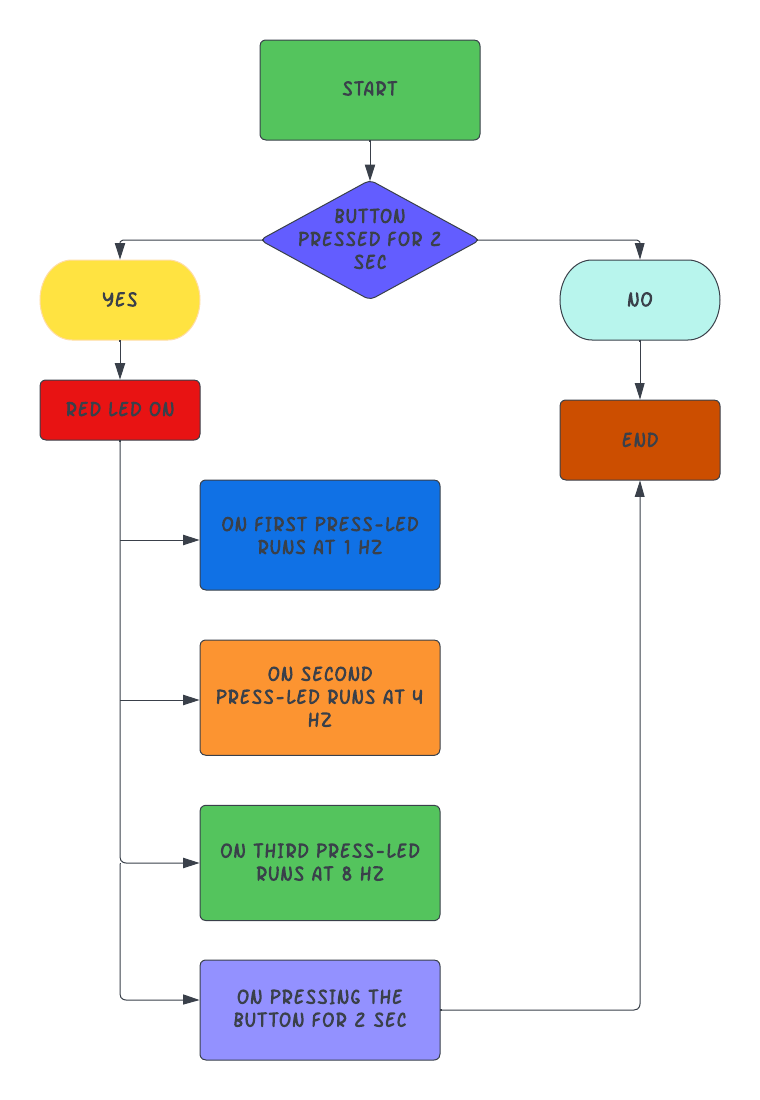 START
BUTTON
PRESSED FOR 2
SEC
YES
NO
RED LED ON
END
ON FIRST PRESS-LED
RUNS AT 1 HZ
ON SECOND
PRESS-LED RUNS AT 4
HZ
ON THIRD PRESS-LED
RUNS AT 8 HZ
ON PRESSING THE
BUTTON FOR 2 SEC